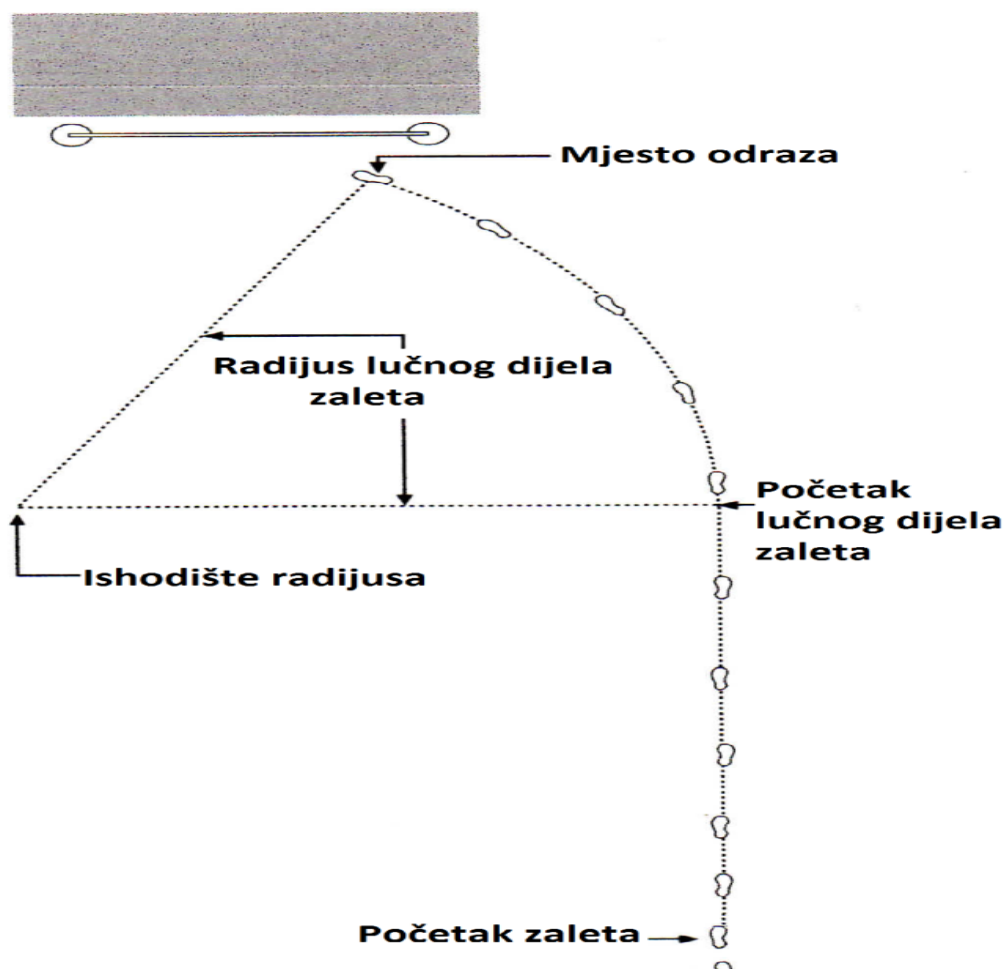 Mjesto odraza
Radijus lučnog dijela
zaleta
Početak
lučnog dijela
zaleta
Ishodište radijusa
Početak zaleta